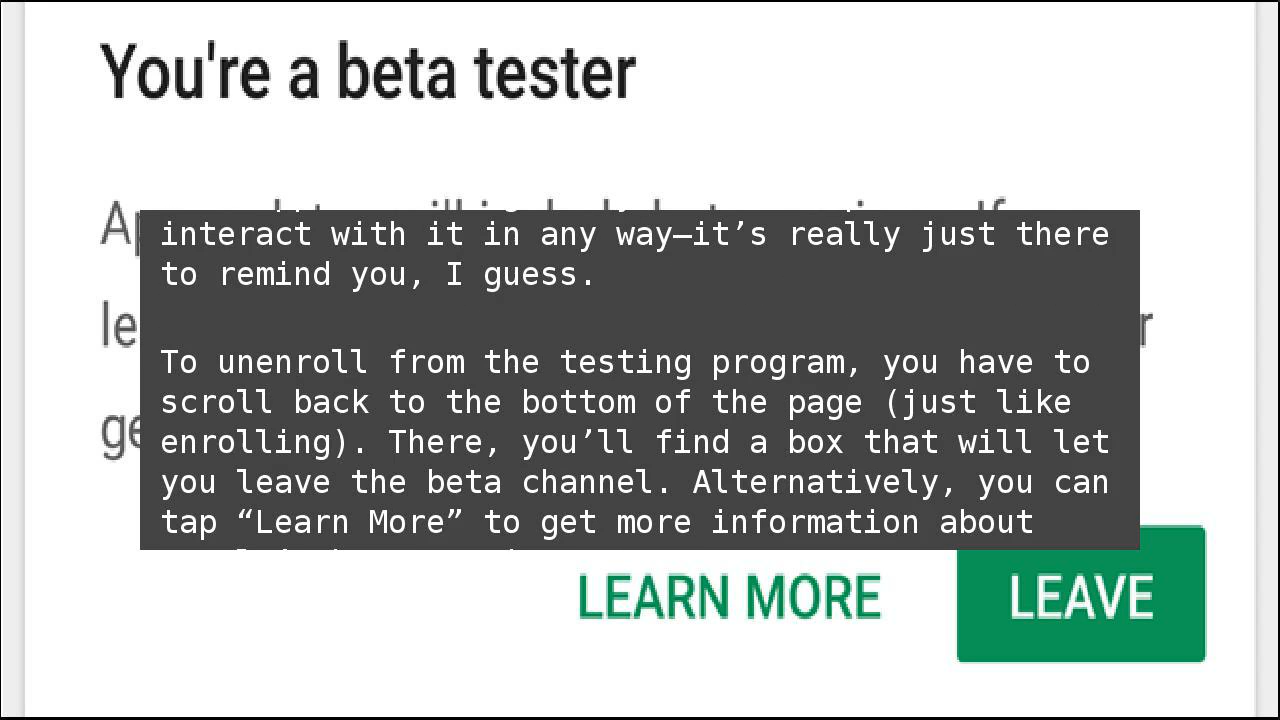 You're a beta tester
interact with it in any way—it’s really just there
to remind you, I guess.
To unenroll from the testing program, you have to
scroll back to the bottom of the page (just like
enrolling). There, you’ll find a box that will let
you leave the beta channel. Alternatively, you can
tap “Learn More” to get more information about
LEARN MORE
LEAVE